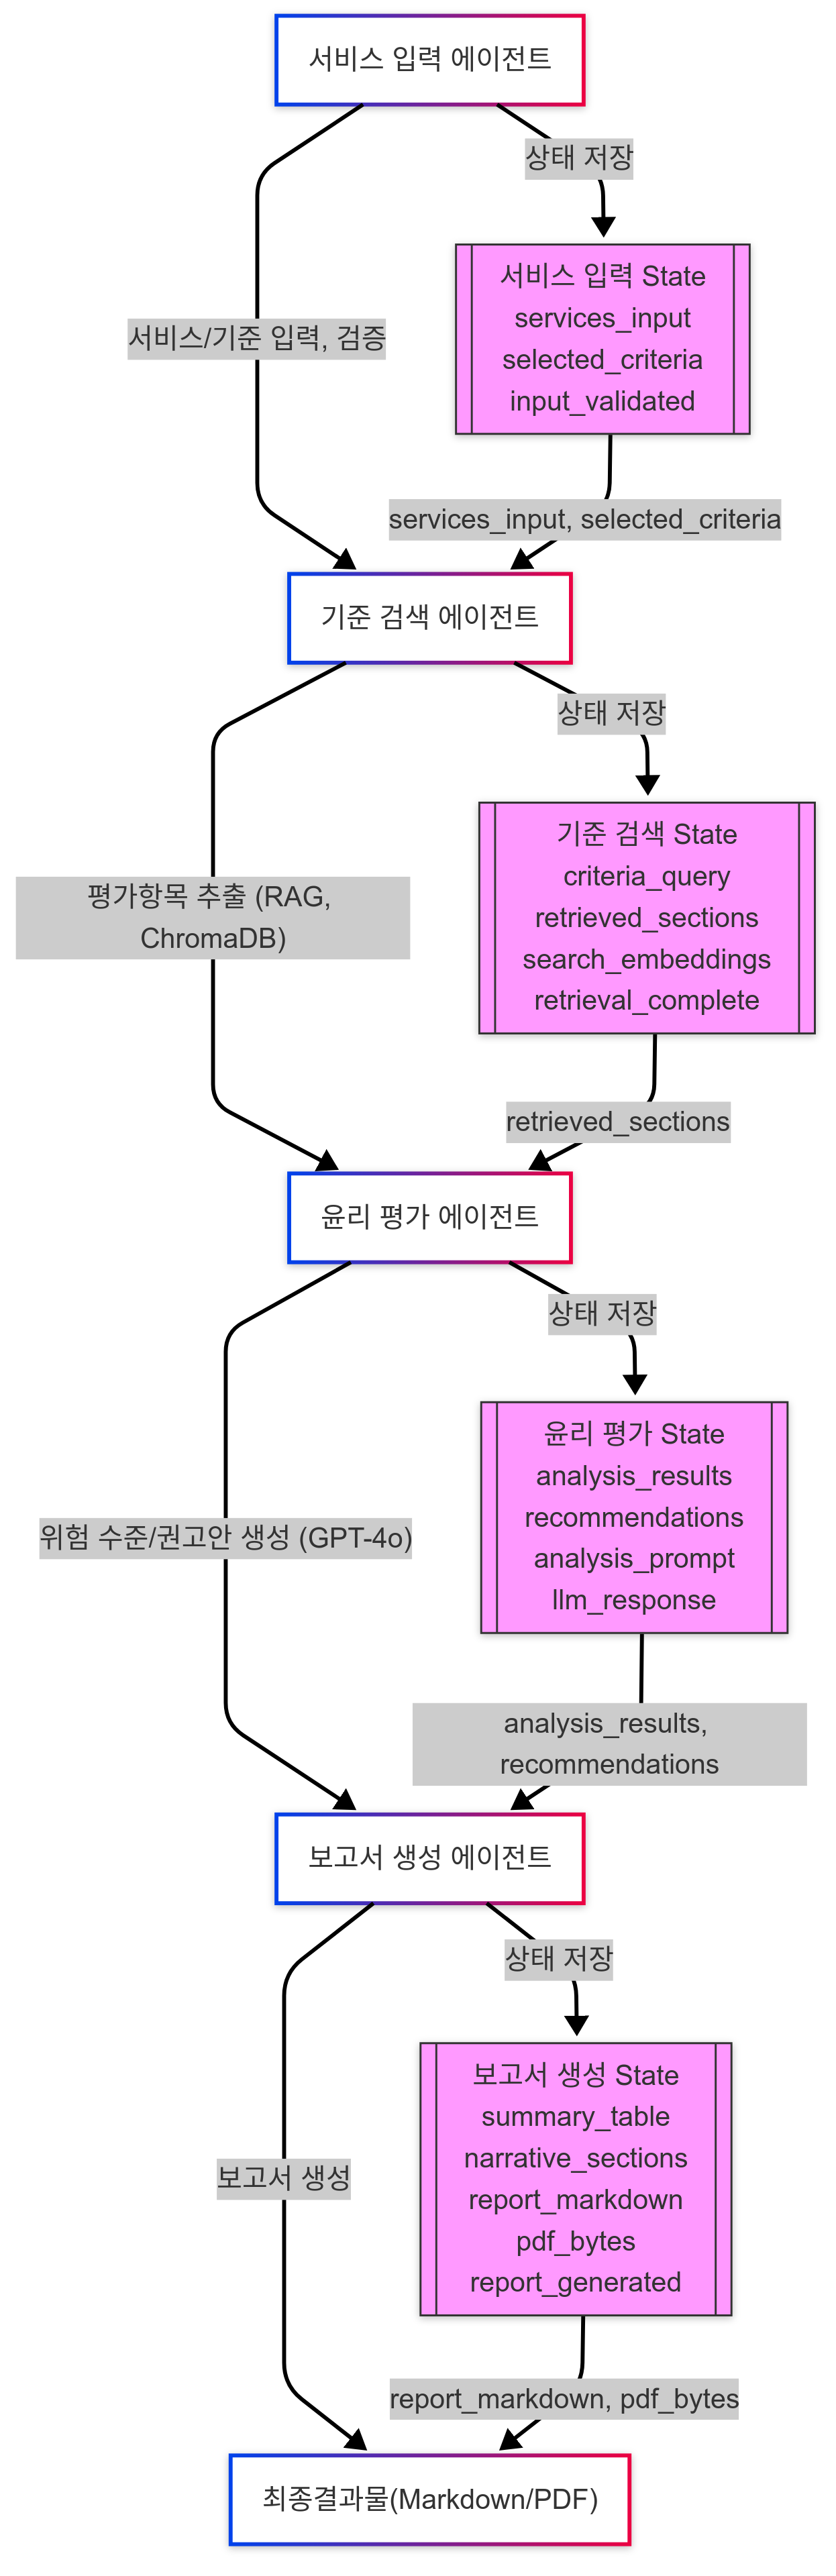 서비스 입력 에이전트
상태 저장
서비스 입력 State
services_input
selected_criteria
input_validated
서비스/기준 입력, 검증
services_input, selected_criteria
기준 검색 에이전트
상태 저장
기준 검색 State
criteria_query
retrieved_sections
search_embeddings
retrieval_complete
평가항목 추출 (RAG,
ChromaDB)
retrieved_sections
윤리 평가 에이전트
상태 저장
윤리 평가 State
analysis_results
recommendations
analysis_prompt
llm_response
위험 수준/권고안 생성 (GPT-4o)
analysis_results,
recommendations
보고서 생성 에이전트
상태 저장
보고서 생성 State
summary_table
narrative_sections
report_markdown
pdf_bytes
report_generated
보고서 생성
report_markdown, pdf_bytes
최종결과물(Markdown/PDF)